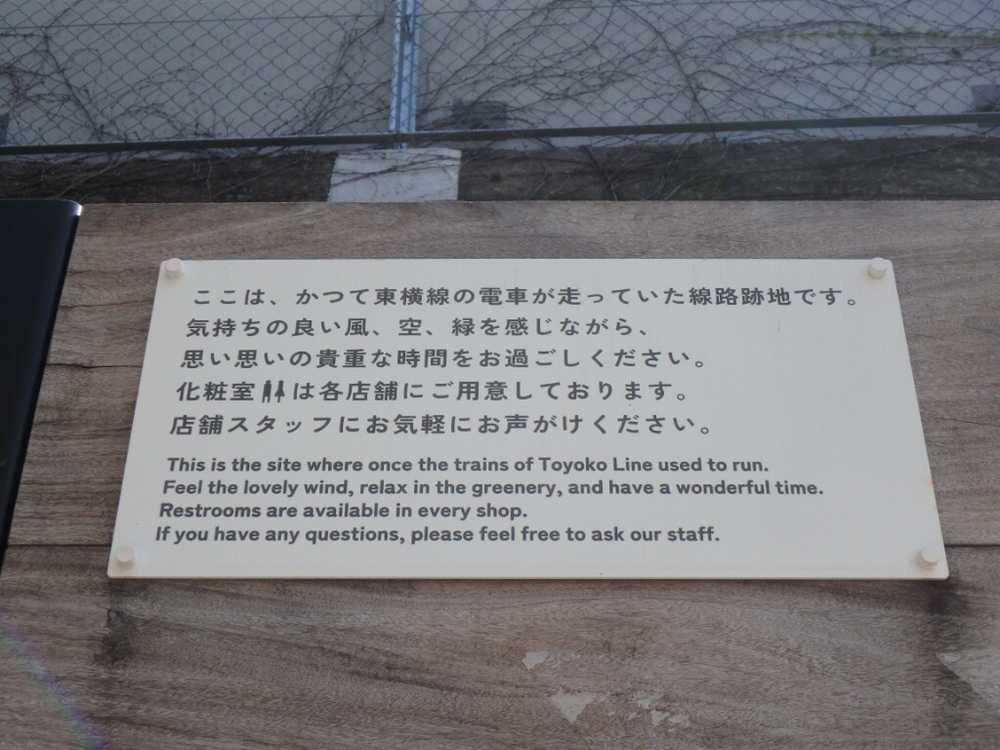 ここは、かつて東横線の電車が走っていた線路跡地です。
気持ちの良い風、空、緑を感じながら、
思い思いの貴重な時間をお過ごしください。
化粧室は各店舗にご用意しております。
店舗スタッフにお気軽にお声がけください。
This is the site where once the trains of Toyoko Line used to run.
Feel the lovely wind, relax in the greenery, and have a wonderful time.
Restrooms are available in every shop.
If you have any questions, please feel free to ask our staff.